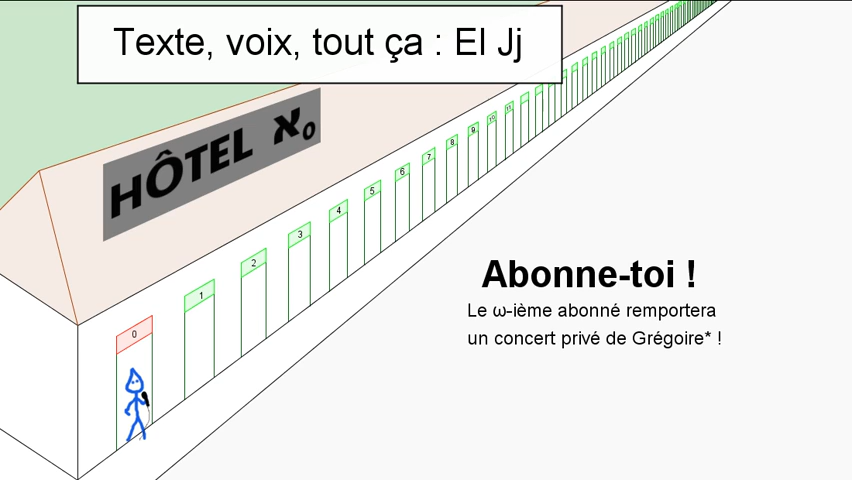 Texte, voix, tout ça : El Jj
HÔTEL ℵ₀
0
1
2
3
4
5
6
7
8
9
10
11
Abonne-toi !
Le ω-ième abonné remportera
un concert privé de Grégoire* !